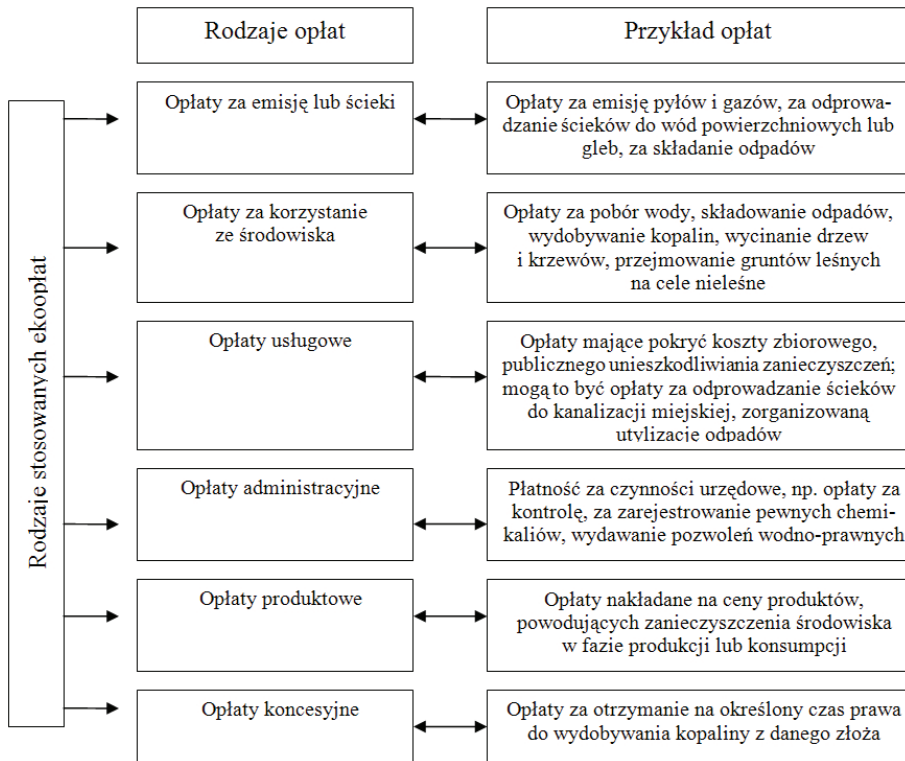 Rodzaje opłat
Przykład opłat
Rodzaje stosowanych ekoopłat
Opłaty za emisję lub ścieki
Opłaty za emisję pyłów i gazów, za odprowa-
dzanie ścieków do wód powierzchniowych lub
gleb, za składanie odpadów
Opłaty za korzystanie
ze środowiska
Opłaty za pobór wody, składowanie odpadów,
wydobywanie kopalin, wycinanie drzew
i krzewów, przejmowanie gruntów leśnych
na cele nieleśne
Opłaty usługowe
Opłaty mające pokryć koszty zbiorowego,
publicznego unieszkodliwiania zanieczyszczeń;
mogą to być opłaty za odprowadzanie ścieków
do kanalizacji miejskiej, zorganizowaną
utylizację odpadów
Opłaty administracyjne
Płatność za czynności urzędowe, np. opłaty za
kontrolę, za zarejestrowanie pewnych chemi-
kaliów, wydawanie pozwoleń wodno-prawnych
Opłaty produktowe
Opłaty nakładane na ceny produktów,
powodujących zanieczyszczenia środowiska
w fazie produkcji lub konsumpcji
Opłaty koncesyjne
Opłaty za otrzymanie na określony czas prawa
do wydobywania kopaliny z danego złoża